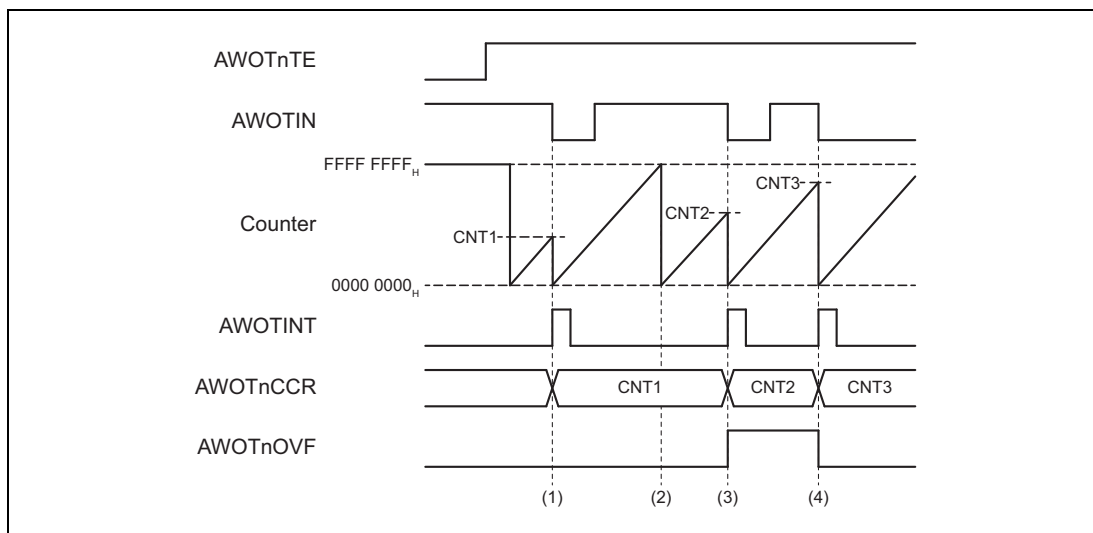 AWOTnTE
AWOTIN
FFFF FFFFH
CNT3
CNT2
Counter
CNT1
0000 0000H
AWOTINT
AWOTnCCR CNT1 CNT2 CNT3
AWOTnOVF
(1) (2) (3) (4)